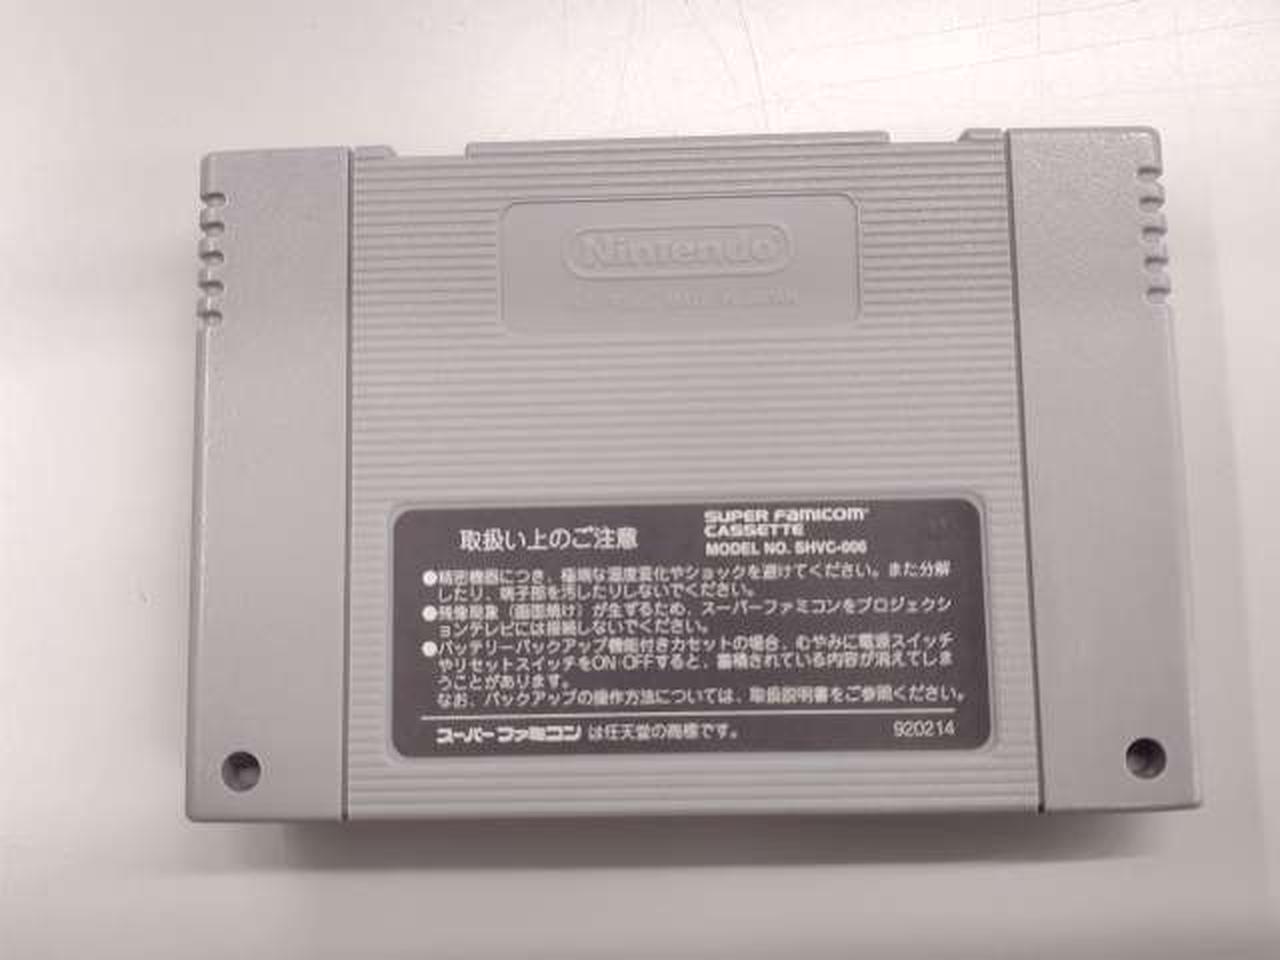 Nintendo
MADE IN JAPAN
取扱い上のご注意
SUPER Famicom
CASSETTE
MODEL NO. SHVC-006
●精密機器につき、極端な温度変化やショックを避けてください。また分解
したり、端子部を汚したりしないでください。
●残像現象（画面焼け）が生ずるため、スーパーファミコンをプロジェクシ
ョンテレビには接続しないでください。
●バッテリーバックアップ機能付きカセットの場合、むやみに電源スイッチ
やリセットスイッチをON OFFすると、蓄積されている内容が消えてしま
うことがあります。
なお、バックアップの操作方法については、取扱説明書をご参照ください。
スーパーファミコンは任天堂の商標です。
920214